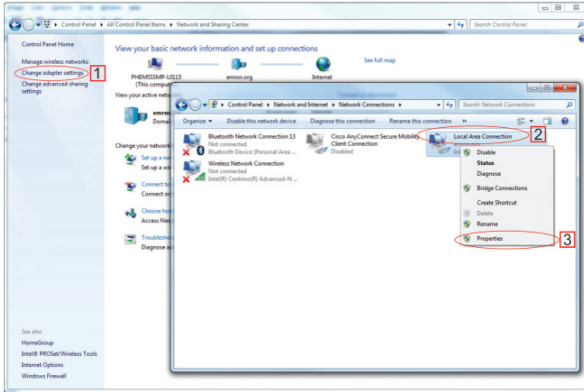 Control Panel ▸ All Control Panel Items ▸ Network and Sharing Center
Search Control Panel
Control Panel Home
Manage wireless networks
Change adapter settings
1
Change advanced sharing
settings
View your basic network information and set up connections
See full map
(This compute
emrsn.org
Internet
View your active net
Domai
Change your network
Set up a ne
Set up a wi
Connect to
Connect or
Choose ho
Access files
Troublesho
Diagnose a
See also
HomeGroup
Intel® PROSet/Wireless Tools
Internet Options
Windows Firewall
Control Panel ▸ Network and Internet ▸ Network Connections ▸
Search Network Connections
Organize
Disable this network device
Diagnose this connection
Rename this connection
»
Bluetooth Network Connection 13
Not connected
Bluetooth Device (Personal Area ...
Cisco AnyConnect Secure Mobility
Client Connection
Disabled
Local Area Connection
2
Wireless Network Connection
Not connected
Intel(R) Centrino(R) Advanced-N ...
Disable
Status
Diagnose
Bridge Connections
Create Shortcut
Delete
Rename
Properties
3